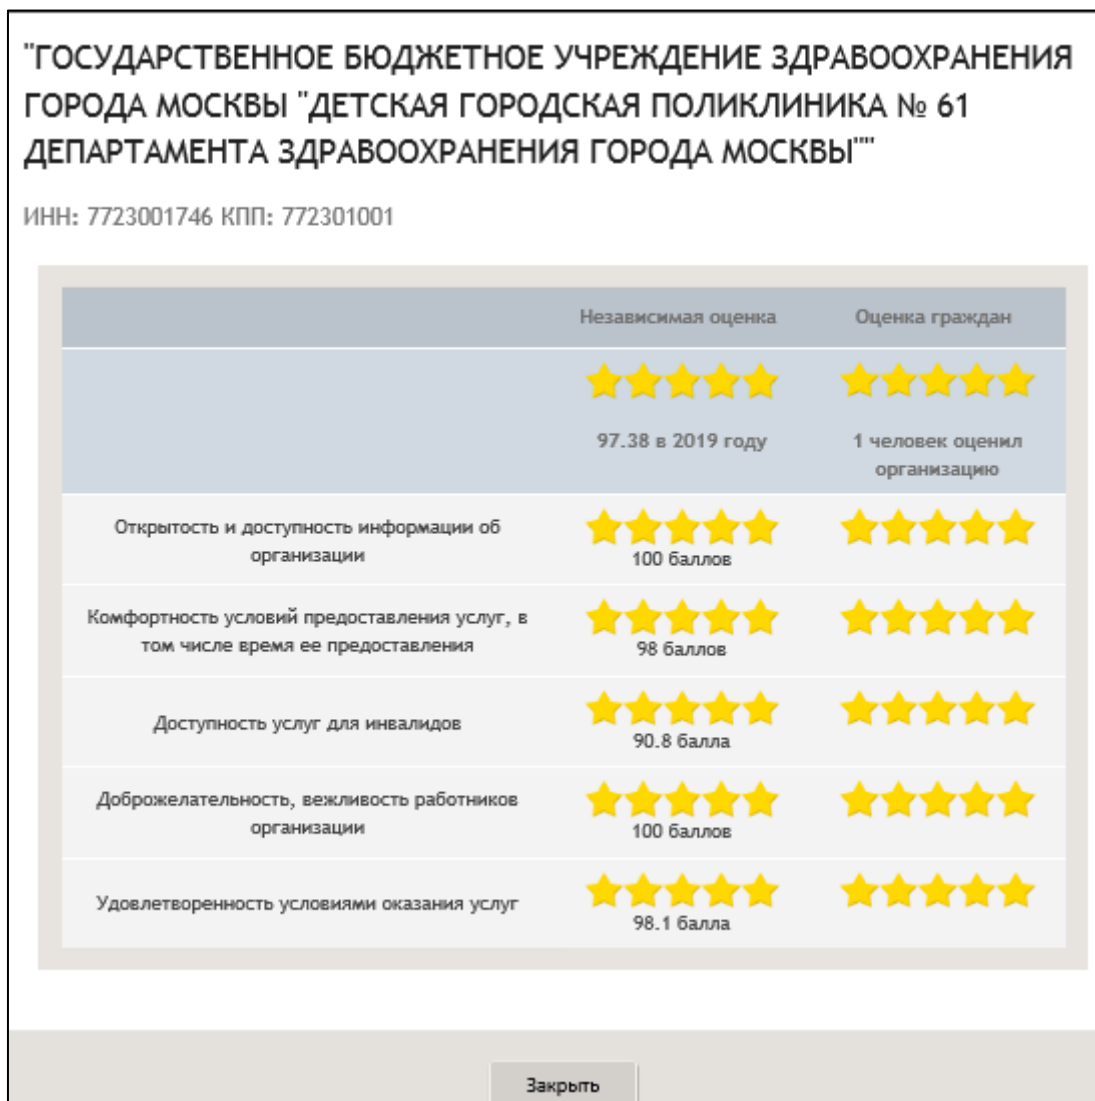 "ГОСУДАРСТВЕННОЕ БЮДЖЕТНОЕ УЧРЕЖДЕНИЕ ЗДРАВООХРАНЕНИЯ
ГОРОДА МОСКВЫ "ДЕТСКАЯ ГОРОДСКАЯ ПОЛИКЛИНИКА № 61
ДЕПАРТАМЕНТА ЗДРАВООХРАНЕНИЯ ГОРОДА МОСКВЫ""
ИНН: 7723001746 КПП: 772301001
Независимая оценка
Оценка граждан
97.38 в 2019 году
1 человек оценил
организацию
Открытость и доступность информации об
организации
100 баллов
Комфортность условий предоставления услуг, в
том числе время ее предоставления
98 баллов
Доступность услуг для инвалидов
90.8 балла
Доброжелательность, вежливость работников
организации
100 баллов
Удовлетворенность условиями оказания услуг
98.1 балла
Закрыть